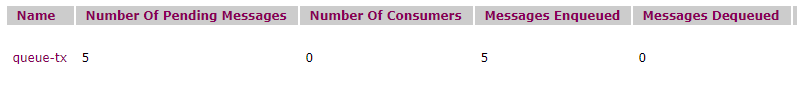 Name Number Of Pending Messages Number Of Consumers Messages Enqueued Messages Dequeued
queue-tx 5 0 5 0